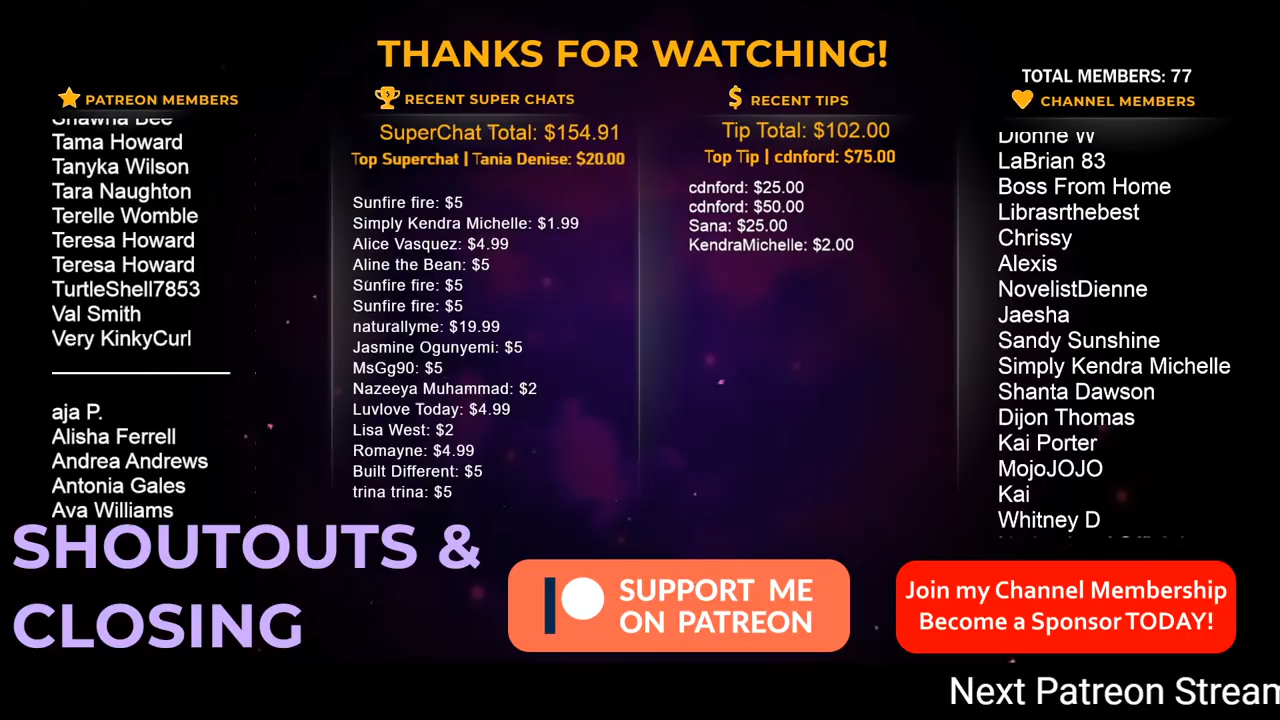 THANKS FOR WATCHING!
TOTAL MEMBERS: 77
PATREON MEMBERS
Shawna Bee
Tama Howard
Tanyka Wilson
Tara Naughton
Terelle Womble
Teresa Howard
Teresa Howard
TurtleShell7853
Val Smith
Very KinkyCurl
aja P.
Alisha Ferrell
Andrea Andrews
Antonia Gales
Ava Williams
RECENT SUPER CHATS
SuperChat Total: $154.91
Top Superchat | Tania Denise: $20.00
Sunfire fire: $5
Simply Kendra Michelle: $1.99
Alice Vasquez: $4.99
Aline the Bean: $5
Sunfire fire: $5
Sunfire fire: $5
naturallyme: $19.99
Jasmine Ogunyemi: $5
MsGg90: $5
Nazeeya Muhammad: $2
Luvlove Today: $4.99
Lisa West: $2
Romayne: $4.99
Built Different: $5
trina trina: $5
RECENT TIPS
Tip Total: $102.00
Top Tip | cdnford: $75.00
cdnford: $25.00
cdnford: $50.00
Sana: $25.00
KendraMichelle: $2.00
CHANNEL MEMBERS
Dionne W
LaBrian 83
Boss From Home
Librasrthebest
Chrissy
Alexis
NovelistDienne
Jaesha
Sandy Sunshine
Simply Kendra Michelle
Shanta Dawson
Dijon Thomas
Kai Porter
MojoJOJO
Kai
Whitney D
SHOUTOUTS &
CLOSING
SUPPORT ME
ON PATREON
Join my Channel Membership
Become a Sponsor TODAY!
Next Patreon Stream